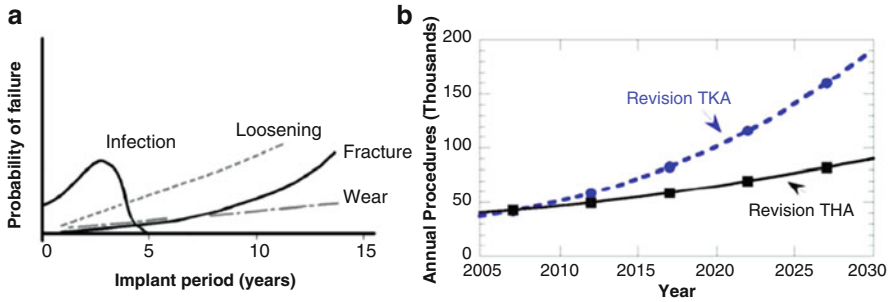 a
Probability of failure
Infection
Loosening
Fracture
Wear
0
5
10
15
Implant period (years)
b
Annual Procedures (Thousands)
200
150
100
50
0
Revision TKA
Revision THA
2005
2010
2015
2020
2025
2030
Year